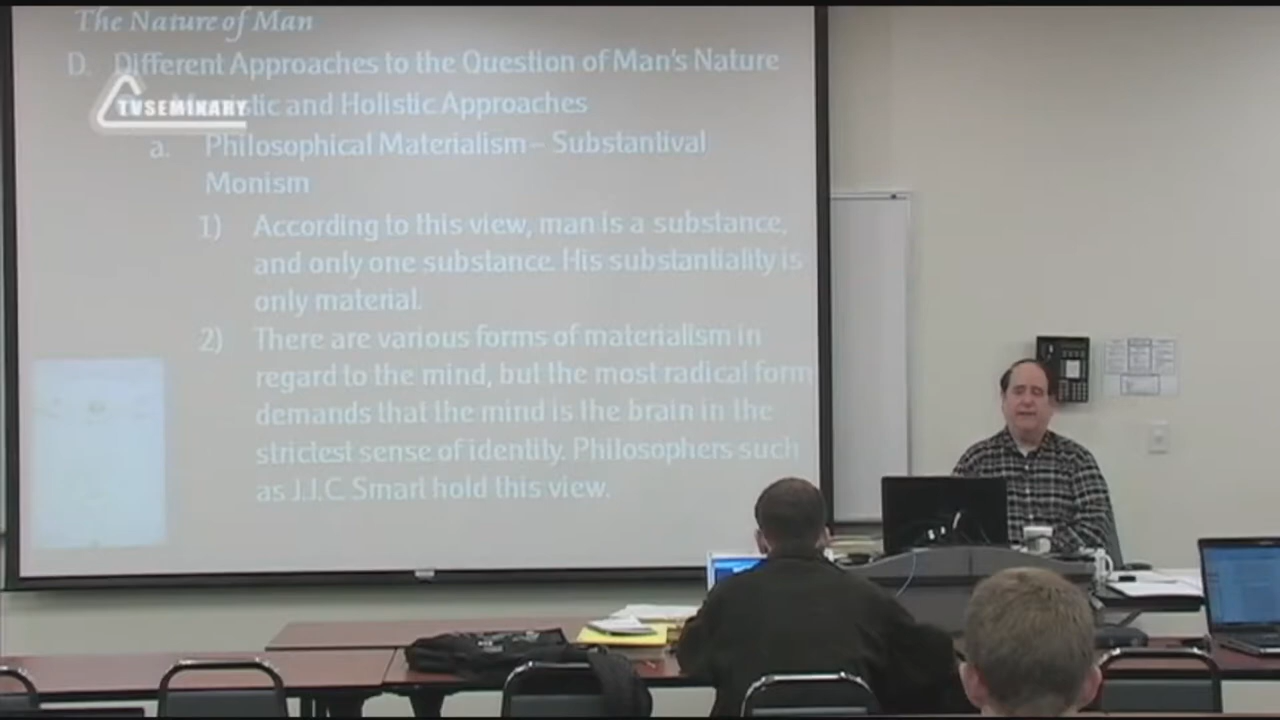 The Nature of Man
D. Different Approaches to the Question of Man's Nature
and Holistic Approaches
a. Philosophical Materialism – Substantival
Monism
1) According to this view, man is a substance,
and only one substance. His substantiality is
only material.
2) There are various forms of materialism in
regard to the mind, but the most radical form
demands that the mind is the brain in the
strictest sense of identity. Philosophers such
as J.J.C. Smart hold this view.
TVSEMINARY